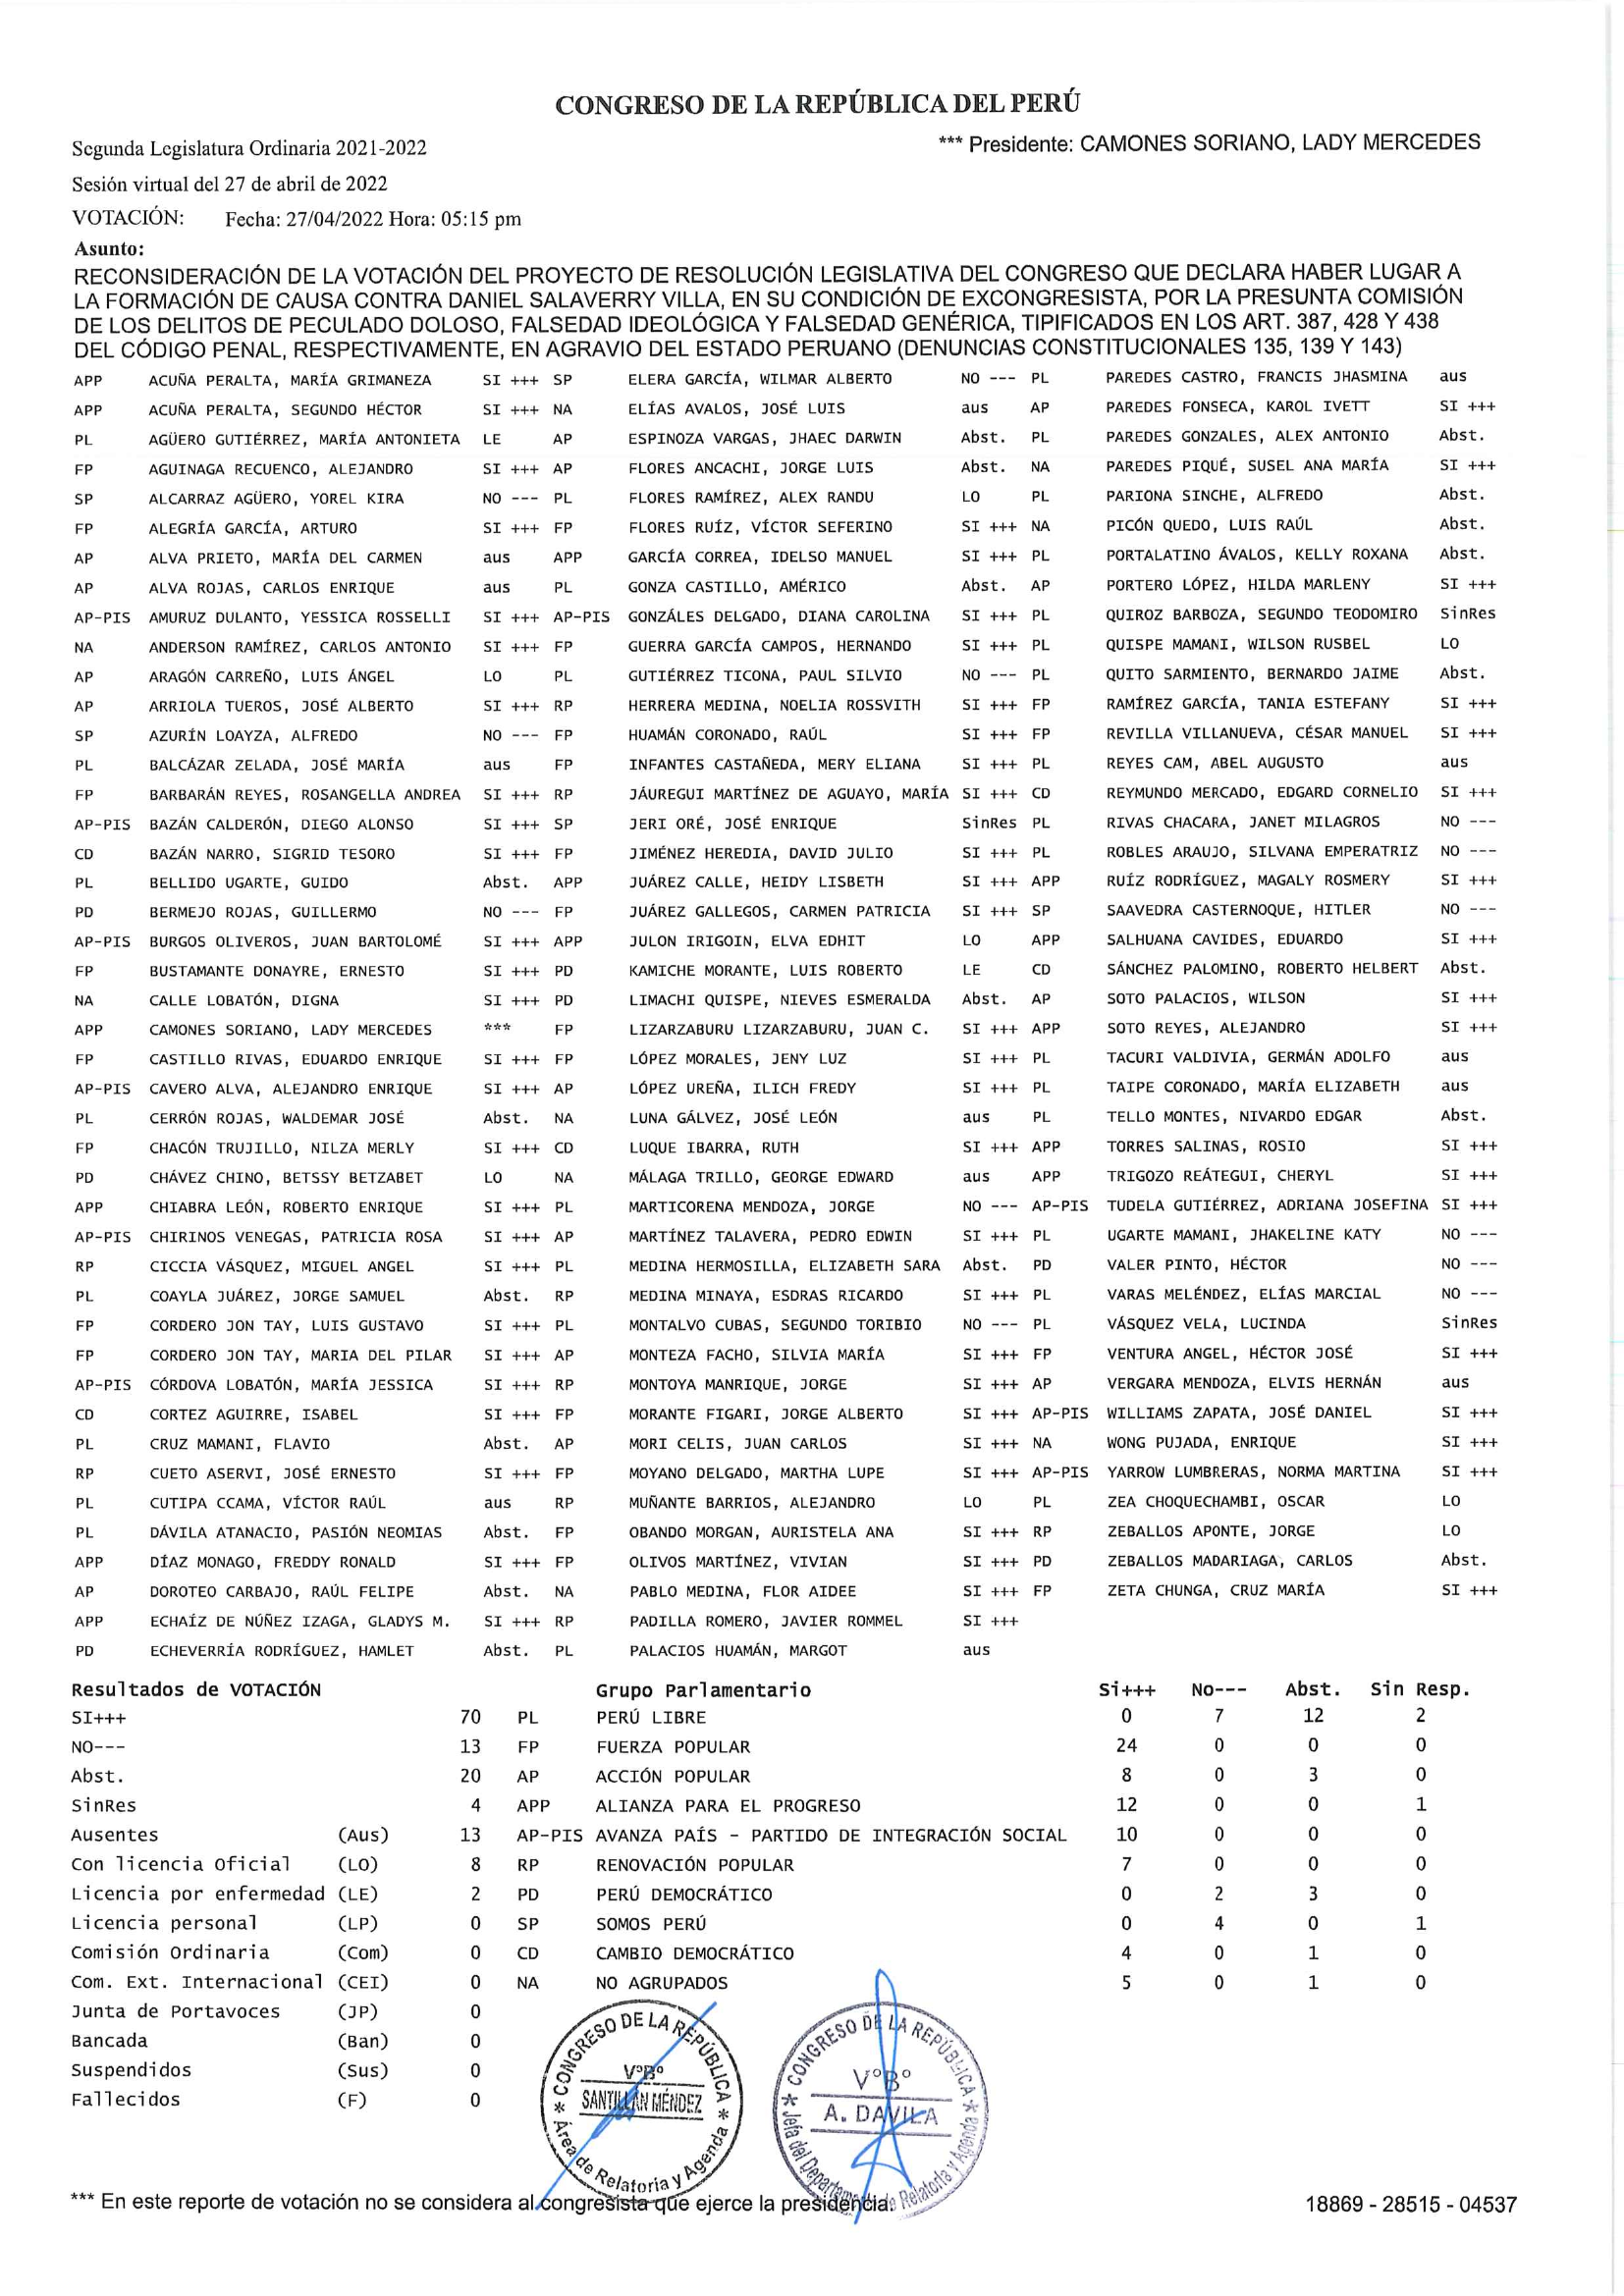 CONGRESO DE LA REPÚBLICA DEL PERÚ
Segunda Legislatura Ordinaria 2021-2022 *** Presidente: CAMONES SORIANO, LADY MERCEDES
Sesión virtual del 27 de abril de 2022
VOTACIÓN: Fecha: 27/04/2022 Hora: 05:15 pm
Asunto:
RECONSIDERACIÓN DE LA VOTACIÓN DEL PROYECTO DE RESOLUCIÓN LEGISLATIVA DEL CONGRESO QUE DECLARA HABER LUGAR A
LA FORMACIÓN DE CAUSA CONTRA DANIEL SALAVERRY VILLA, EN SU CONDICIÓN DE EXCONGRESISTA, POR LA PRESUNTA COMISIÓN
DE LOS DELITOS DE PECULADO DOLOSO, FALSEDAD IDEOLÓGICA Y FALSEDAD GENÉRICA, TIPIFICADOS EN LOS ART. 387, 428 Y 438
DEL CÓDIGO PENAL, RESPECTIVAMENTE, EN AGRAVIO DEL ESTADO PERUANO (DENUNCIAS CONSTITUCIONALES 135, 139 Y 143)
APP ACUÑA PERALTA, MARÍA GRIMANEZA SI +++ SP ELERA GARCÍA, WILMAR ALBERTO NO --- PL PAREDES CASTRO, FRANCIS JHASMINA aus
APP ACUÑA PERALTA, SEGUNDO HÉCTOR SI +++ NA ELÍAS AVALOS, JOSÉ LUIS aus AP PAREDES FONSECA, KAROL IVETT SI +++
PL AGÜERO GUTIÉRREZ, MARÍA ANTONIETA LE AP ESPINOZA VARGAS, JHAEC DARWIN Abst. PL PAREDES GONZALES, ALEX ANTONIO Abst.
FP AGUINAGA RECUENCO, ALEJANDRO SI +++ AP FLORES ANCACHI, JORGE LUIS Abst. NA PAREDES PIQUÉ, SUSEL ANA MARÍA SI +++
SP ALCARRAZ AGÜERO, YOREL KIRA NO --- PL FLORES RAMÍREZ, ALEX RANDU LO PL PARIONA SINCHE, ALFREDO Abst.
FP ALEGRÍA GARCÍA, ARTURO SI +++ FP FLORES RUÍZ, VÍCTOR SEFERINO SI +++ NA PICÓN QUEDO, LUIS RAÚL Abst.
AP ALVA PRIETO, MARÍA DEL CARMEN aus APP GARCÍA CORREA, IDELSO MANUEL SI +++ PL PORTALATINO ÁVALOS, KELLY ROXANA Abst.
AP ALVA ROJAS, CARLOS ENRIQUE aus PL GONZA CASTILLO, AMÉRICO Abst. AP PORTERO LÓPEZ, HILDA MARLENY SI +++
AP-PIS AMURUZ DULANTO, YESSICA ROSSELLI SI +++ AP-PIS GONZÁLES DELGADO, DIANA CAROLINA SI +++ PL QUIROZ BARBOZA, SEGUNDO TEODOMIRO SinRes
NA ANDERSON RAMÍREZ, CARLOS ANTONIO SI +++ FP GUERRA GARCÍA CAMPOS, HERNANDO SI +++ PL QUISPE MAMANI, WILSON RUSBEL LO
AP ARAGÓN CARREÑO, LUIS ÁNGEL LO PL GUTIÉRREZ TICONA, PAUL SILVIO NO --- PL QUITO SARMIENTO, BERNARDO JAIME Abst.
AP ARRIOLA TUEROS, JOSÉ ALBERTO SI +++ RP HERRERA MEDINA, NOELIA ROSSVITH SI +++ FP RAMÍREZ GARCÍA, TANIA ESTEFANY SI +++
SP AZURÍN LOAYZA, ALFREDO NO --- FP HUAMÁN CORONADO, RAÚL SI +++ FP REVILLA VILLANUEVA, CÉSAR MANUEL SI +++
PL BALCÁZAR ZELADA, JOSÉ MARÍA aus FP INFANTES CASTAÑEDA, MERY ELIANA SI +++ PL REYES CAM, ABEL AUGUSTO aus
FP BARBARÁN REYES, ROSANGELLA ANDREA SI +++ RP JÁUREGUI MARTÍNEZ DE AGUAYO, MARÍA SI +++ CD REYMUNDO MERCADO, EDGARD CORNELIO SI +++
AP-PIS BAZÁN CALDERÓN, DIEGO ALONSO SI +++ SP JERI ORÉ, JOSÉ ENRIQUE SinRes PL RIVAS CHACARA, JANET MILAGROS NO ---
CD BAZÁN NARRO, SIGRID TESORO SI +++ FP JIMÉNEZ HEREDIA, DAVID JULIO SI +++ PL ROBLES ARAUJO, SILVANA EMPERATRIZ NO ---
PL BELLIDO UGARTE, GUIDO Abst. APP JUÁREZ CALLE, HEIDY LISBETH SI +++ APP RUÍZ RODRÍGUEZ, MAGALY ROSMERY SI +++
PD BERMEJO ROJAS, GUILLERMO NO --- FP JUÁREZ GALLEGOS, CARMEN PATRICIA SI +++ SP SAAVEDRA CASTERNOQUE, HITLER NO ---
AP-PIS BURGOS OLIVEROS, JUAN BARTOLOMÉ SI +++ APP JULON IRIGOIN, ELVA EDHIT LO APP SALHUANA CAVIDES, EDUARDO SI +++
FP BUSTAMANTE DONAYRE, ERNESTO SI +++ PD KAMICHE MORANTE, LUIS ROBERTO LE CD SÁNCHEZ PALOMINO, ROBERTO HELBERT Abst.
NA CALLE LOBATÓN, DIGNA SI +++ PD LIMACHI QUISPE, NIEVES ESMERALDA Abst. AP SOTO PALACIOS, WILSON SI +++
APP CAMONES SORIANO, LADY MERCEDES *** FP LIZARZABURU LIZARZABURU, JUAN C. SI +++ APP SOTO REYES, ALEJANDRO SI +++
FP CASTILLO RIVAS, EDUARDO ENRIQUE SI +++ FP LÓPEZ MORALES, JENY LUZ SI +++ PL TACURI VALDIVIA, GERMÁN ADOLFO aus
AP-PIS CAVERO ALVA, ALEJANDRO ENRIQUE SI +++ AP LÓPEZ UREÑA, ILICH FREDY SI +++ PL TAIPE CORONADO, MARÍA ELIZABETH aus
PL CERRÓN ROJAS, WALDEMAR JOSÉ Abst. NA LUNA GÁLVEZ, JOSÉ LEÓN aus PL TELLO MONTES, NIVARDO EDGAR Abst.
FP CHACÓN TRUJILLO, NILZA MERLY SI +++ CD LUQUE IBARRA, RUTH SI +++ APP TORRES SALINAS, ROSIO SI +++
PD CHÁVEZ CHINO, BETSSY BETZABET LO NA MÁLAGA TRILLO, GEORGE EDWARD aus APP TRIGOZO REÁTEGUI, CHERYL SI +++
APP CHIABRA LEÓN, ROBERTO ENRIQUE SI +++ PL MARTICORENA MENDOZA, JORGE NO --- AP-PIS TUDELA GUTIÉRREZ, ADRIANA JOSEFINA SI +++
AP-PIS CHIRINOS VENEGAS, PATRICIA ROSA SI +++ AP MARTÍNEZ TALAVERA, PEDRO EDWIN SI +++ PL UGARTE MAMANI, JHAKELINE KATY NO ---
RP CICCIA VÁSQUEZ, MIGUEL ANGEL SI +++ PL MEDINA HERMOSILLA, ELIZABETH SARA Abst. PD VALER PINTO, HÉCTOR NO ---
PL COAYLA JUÁREZ, JORGE SAMUEL Abst. RP MEDINA MINAYA, ESDRAS RICARDO SI +++ PL VARAS MELÉNDEZ, ELÍAS MARCIAL NO ---
FP CORDERO JON TAY, LUIS GUSTAVO SI +++ PL MONTALVO CUBAS, SEGUNDO TORIBIO NO --- PL VÁSQUEZ VELA, LUCINDA SinRes
FP CORDERO JON TAY, MARIA DEL PILAR SI +++ AP MONTEZA FACHO, SILVIA MARÍA SI +++ FP VENTURA ANGEL, HÉCTOR JOSÉ SI +++
AP-PIS CÓRDOVA LOBATÓN, MARÍA JESSICA SI +++ RP MONTOYA MANRIQUE, JORGE SI +++ AP VERGARA MENDOZA, ELVIS HERNÁN aus
CD CORTEZ AGUIRRE, ISABEL SI +++ FP MORANTE FIGARI, JORGE ALBERTO SI +++ AP-PIS WILLIAMS ZAPATA, JOSÉ DANIEL SI +++
PL CRUZ MAMANI, FLAVIO Abst. AP MORI CELIS, JUAN CARLOS SI +++ NA WONG PUJADA, ENRIQUE SI +++
RP CUETO ASERVI, JOSÉ ERNESTO SI +++ FP MOYANO DELGADO, MARTHA LUPE SI +++ AP-PIS YARROW LUMBRERAS, NORMA MARTINA SI +++
PL CUTIPA CCAMA, VÍCTOR RAÚL aus RP MUÑANTE BARRIOS, ALEJANDRO LO PL ZEA CHOQUECHAMBI, OSCAR LO
PL DÁVILA ATANACIO, PASIÓN NEOMIAS Abst. FP OBANDO MORGAN, AURISTELA ANA SI +++ RP ZEBALLOS APONTE, JORGE LO
APP DÍAZ MONAGO, FREDDY RONALD SI +++ FP OLIVOS MARTÍNEZ, VIVIAN SI +++ PD ZEBALLOS MADARIAGA, CARLOS Abst.
AP DOROTEO CARBAJO, RAÚL FELIPE Abst. NA PABLO MEDINA, FLOR AIDEE SI +++ FP ZETA CHUNGA, CRUZ MARÍA SI +++
APP ECHAÍZ DE NÚÑEZ IZAGA, GLADYS M. SI +++ RP PADILLA ROMERO, JAVIER ROMMEL SI +++
PD ECHEVERRÍA RODRÍGUEZ, HAMLET Abst. PL PALACIOS HUAMÁN, MARGOT aus
Resultados de VOTACIÓN Grupo Parlamentario Si+++ No--- Abst. Sin Resp.
SI+++ 70 PL PERÚ LIBRE 0 7 12 2
NO--- 13 FP FUERZA POPULAR 24 0 0 0
Abst. 20 AP ACCIÓN POPULAR 8 0 3 0
SinRes 4 APP ALIANZA PARA EL PROGRESO 12 0 0 1
Ausentes (Aus) 13 AP-PIS AVANZA PAÍS - PARTIDO DE INTEGRACIÓN SOCIAL 10 0 0 0
Con licencia Oficial (LO) 8 RP RENOVACIÓN POPULAR 7 0 0 0
Licencia por enfermedad (LE) 2 PD PERÚ DEMOCRÁTICO 0 2 3 0
Licencia personal (LP) 0 SP SOMOS PERÚ 0 4 0 1
Comisión Ordinaria (Com) 0 CD CAMBIO DEMOCRÁTICO 4 0 1 0
Com. Ext. Internacional (CEI) 0 NA NO AGRUPADOS 5 0 1 0
Junta de Portavoces (JP) 0
Bancada (Ban) 0
Suspendidos (Sus) 0
Fallecidos (F) 0
* CONGRESO DE LA REPÚBLICA *
V°B°
SANTILLÁN MÉNDEZ
Área de Relatoria y Agenda
* CONGRESO DE LA REPÚBLICA *
V°B°
A. DAVILA
Jefa del Departamento de Relatoría y Agenda
*** En este reporte de votación no se considera al congresista que ejerce la presidencia. 18869 - 28515 - 04537